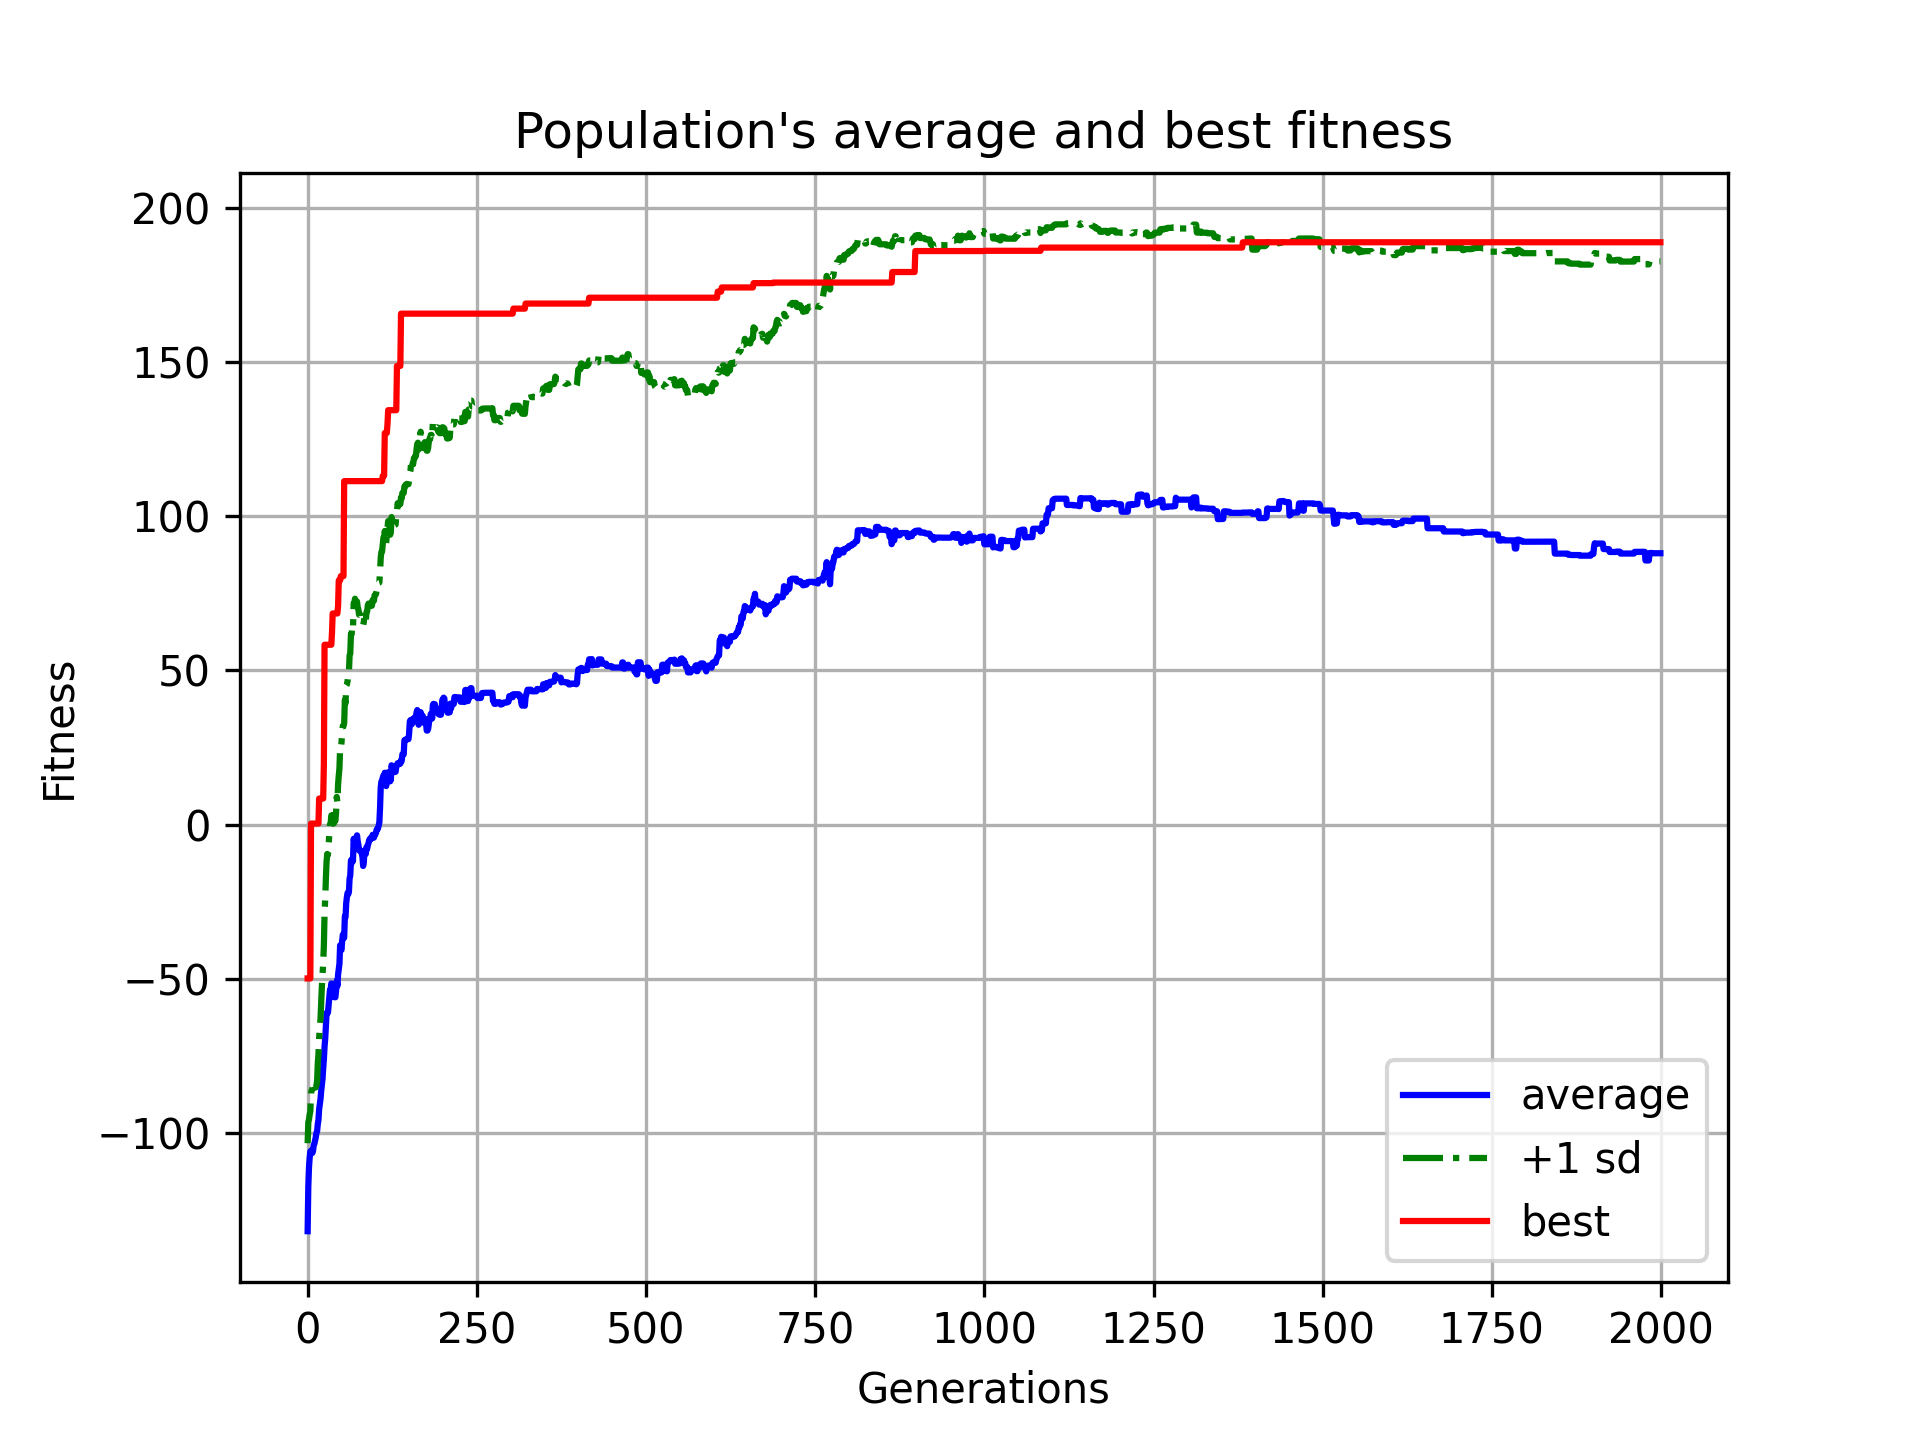 Population's average and best fitness
200
150
100
50
0
−50
−100
Fitness
0 250 500 750 1000 1250 1500 1750 2000
Generations
average
+1 sd
best